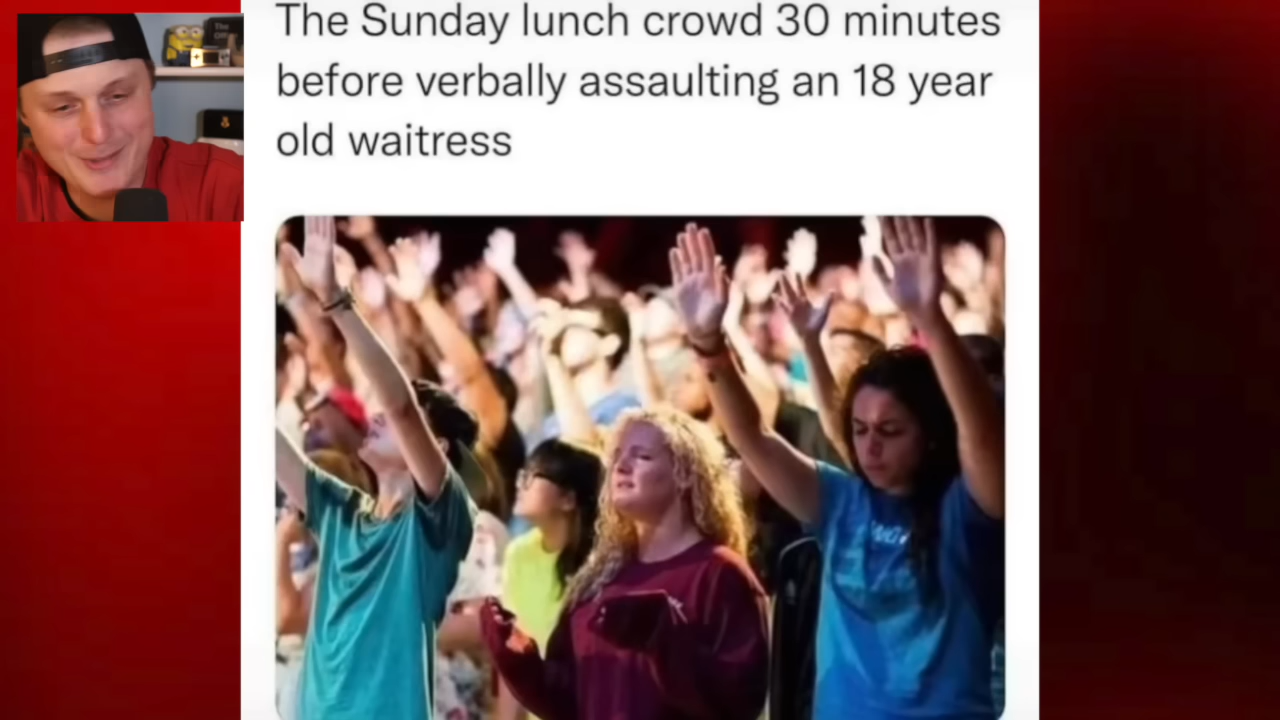 The Sunday lunch crowd 30 minutes
before verbally assaulting an 18 year
old waitress